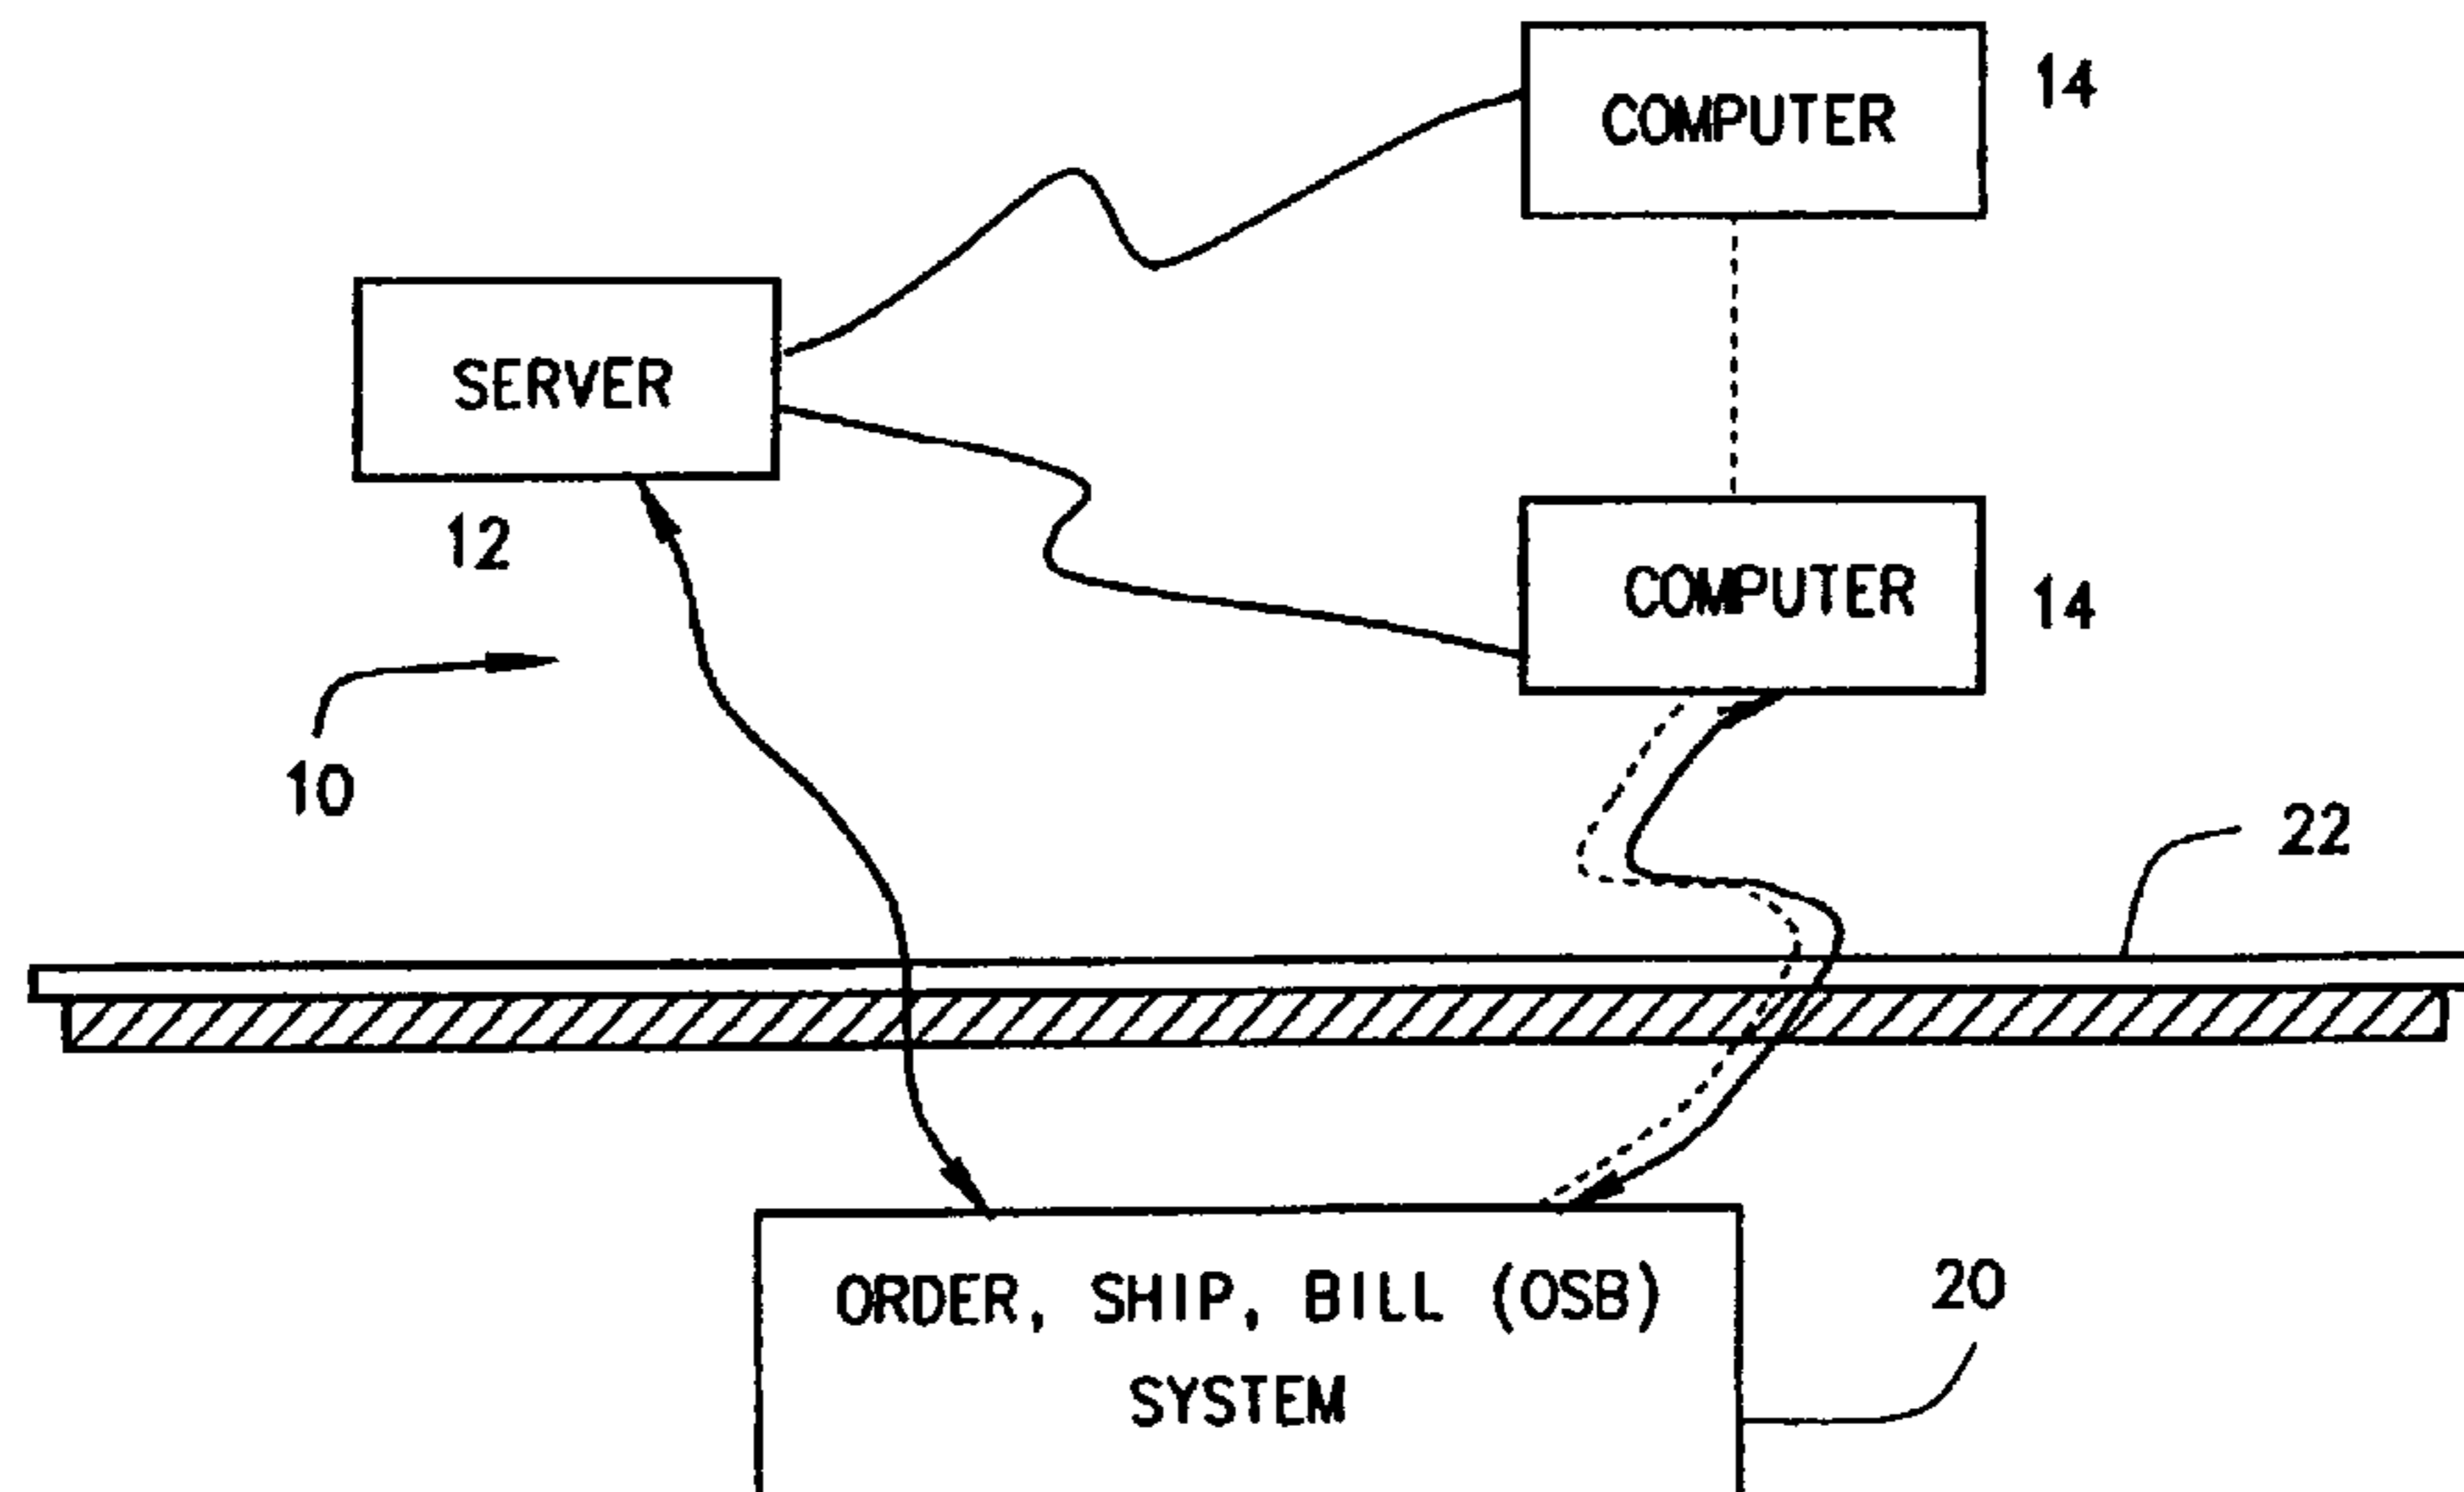 COMPUTER
14
SERVER
12
COMPUTER
14
10
22
ORDER, SHIP, BILL (OSB)
SYSTEM
20